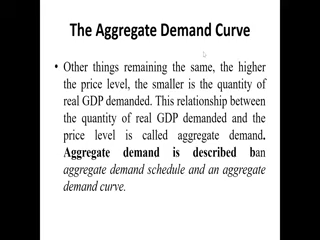 The Aggregate Demand Curve
• Other things remaining the same, the higher
the price level, the smaller is the quantity of
real GDP demanded. This relationship between
the quantity of real GDP demanded and the
price level is called aggregate demand.
Aggregate demand is described ban
aggregate demand schedule and an aggregate
demand curve.